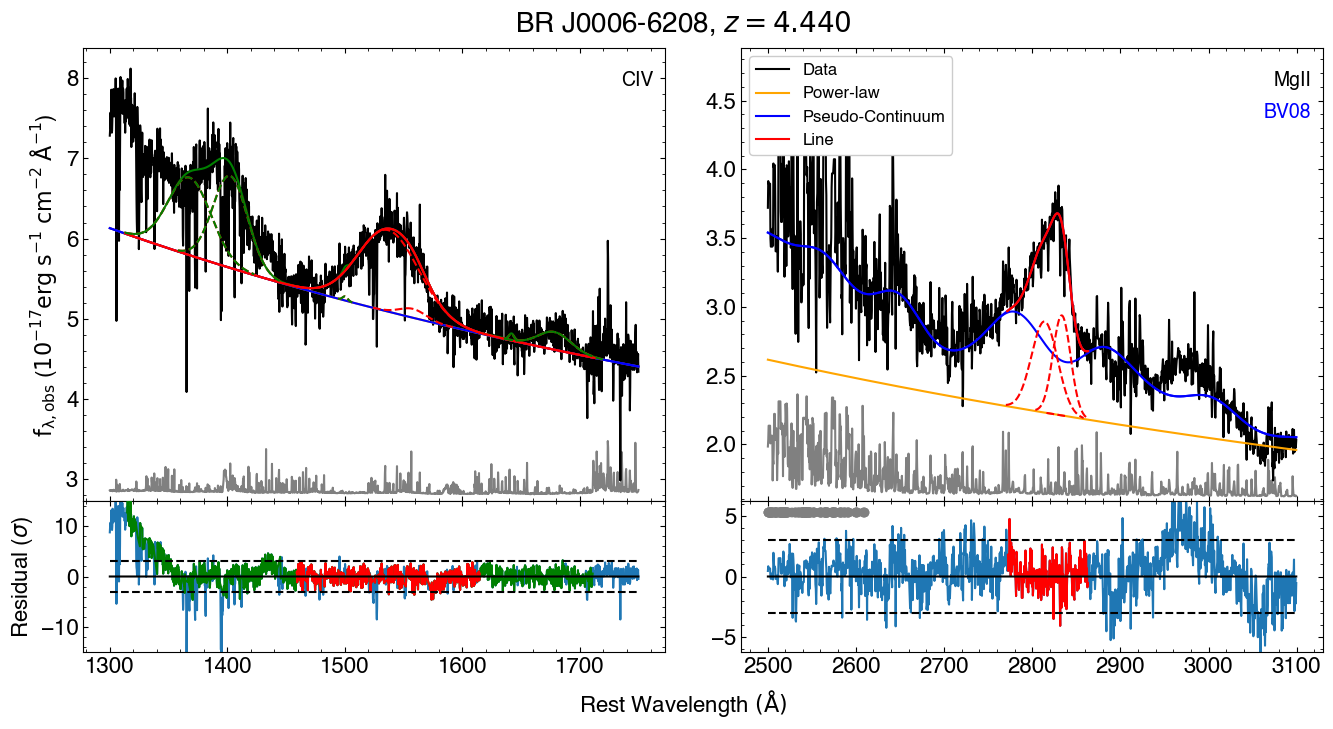 BR J0006-6208, z = 4.440
f_λ,obs (10^−17 erg s^−1 cm^−2 Å^−1)
8
7
6
5
4
3
CIV
Residual (σ)
10
0
−10
1300 1400 1500 1600 1700
Data
Power-law
Pseudo-Continuum
Line
MgII
BV08
4.5
4.0
3.5
3.0
2.5
2.0
5
0
−5
2500 2600 2700 2800 2900 3000 3100
Rest Wavelength (Å)